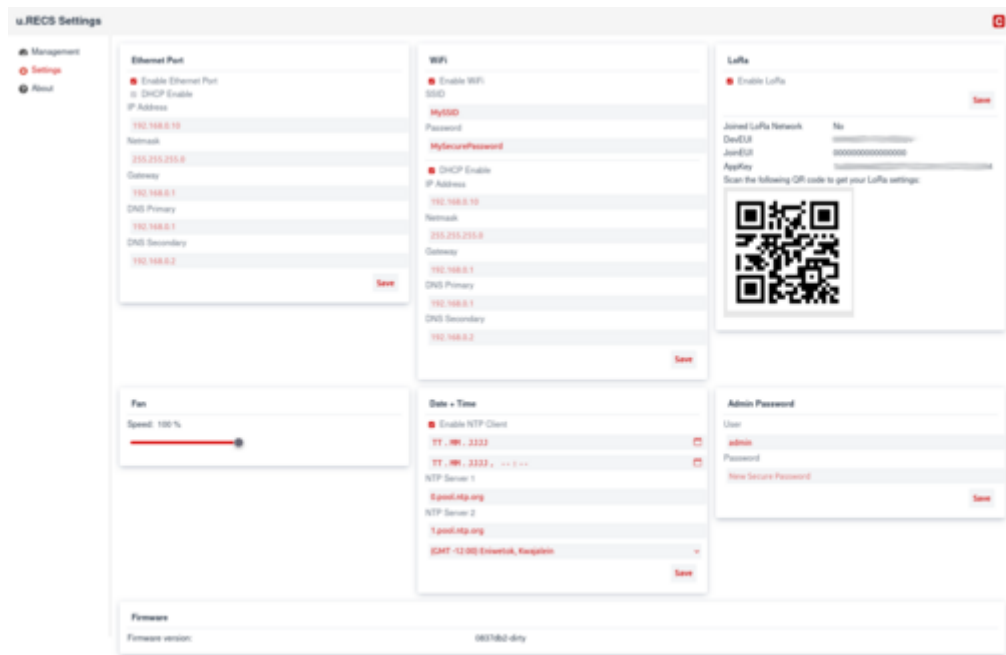 u.RECS Settings
Management
Settings
About
Ethernet Port
Enable Ethernet Port
DHCP Enable
IP Address
192.168.0.10
Netmask
255.255.255.0
Gateway
192.168.0.1
DNS Primary
192.168.0.1
DNS Secondary
192.168.0.2
Save
WiFi
Enable WiFi
SSID
MySSID
Password
MySecurePassword
DHCP Enable
IP Address
192.168.0.10
Netmask
255.255.255.0
Gateway
192.168.0.1
DNS Primary
192.168.0.1
DNS Secondary
192.168.0.2
Save
LoRa
Enable LoRa
Save
Joined LoRa Network No
DevEUI
JoinEUI 0000000000000000
AppKey
Scan the following QR code to get your LoRa settings:
Fan
Speed: 100 %
Date + Time
Enable NTP Client
TT.MM.JJJJ
TT.MM.JJJJ, --:--
NTP Server 1
0.pool.ntp.org
NTP Server 2
1.pool.ntp.org
(GMT -12:00) Eniwetok, Kwajalein
Save
Admin Password
User
admin
Password
New Secure Password
Save
Firmware
Firmware version: 0837db2-dirty